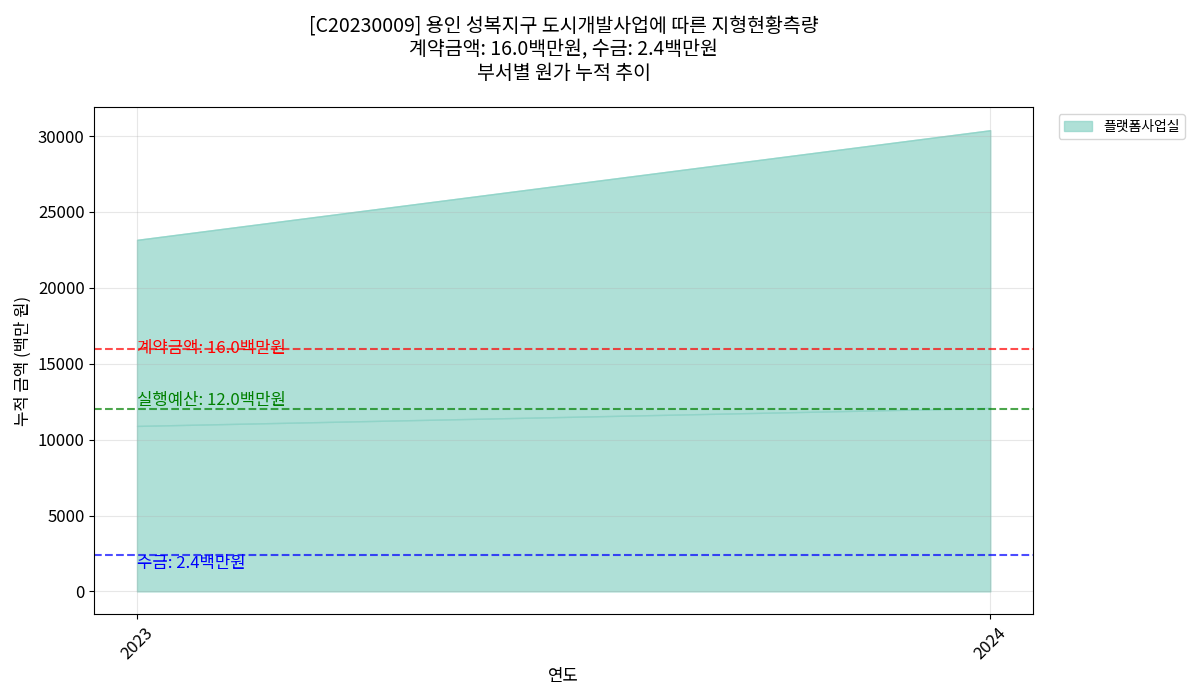 [C20230009] 용인 성복지구 도시개발사업에 따른 지형현황측량
계약금액: 16.0백만원, 수금: 2.4백만원
부서별 원가 누적 추이
플랫폼사업실
30000
25000
20000
15000
10000
5000
0
누적 금액 (백만 원)
계약금액: 16.0백만원
실행예산: 12.0백만원
수금: 2.4백만원
2023
2024
연도